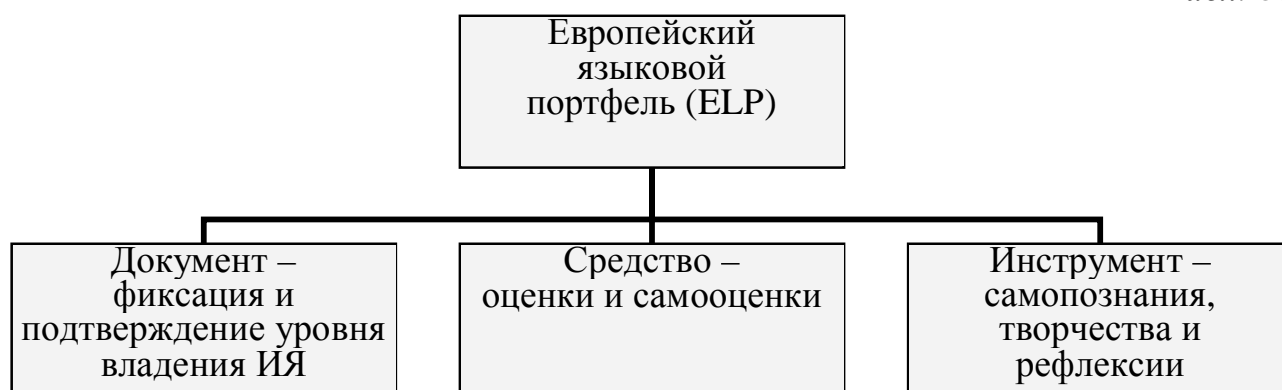 Европейский
языковой
портфель (ELP)
Документ –
фиксация и
подтверждение уровня
владения ИЯ
Средство –
оценки и самооценки
Инструмент –
самопознания,
творчества и
рефлексии